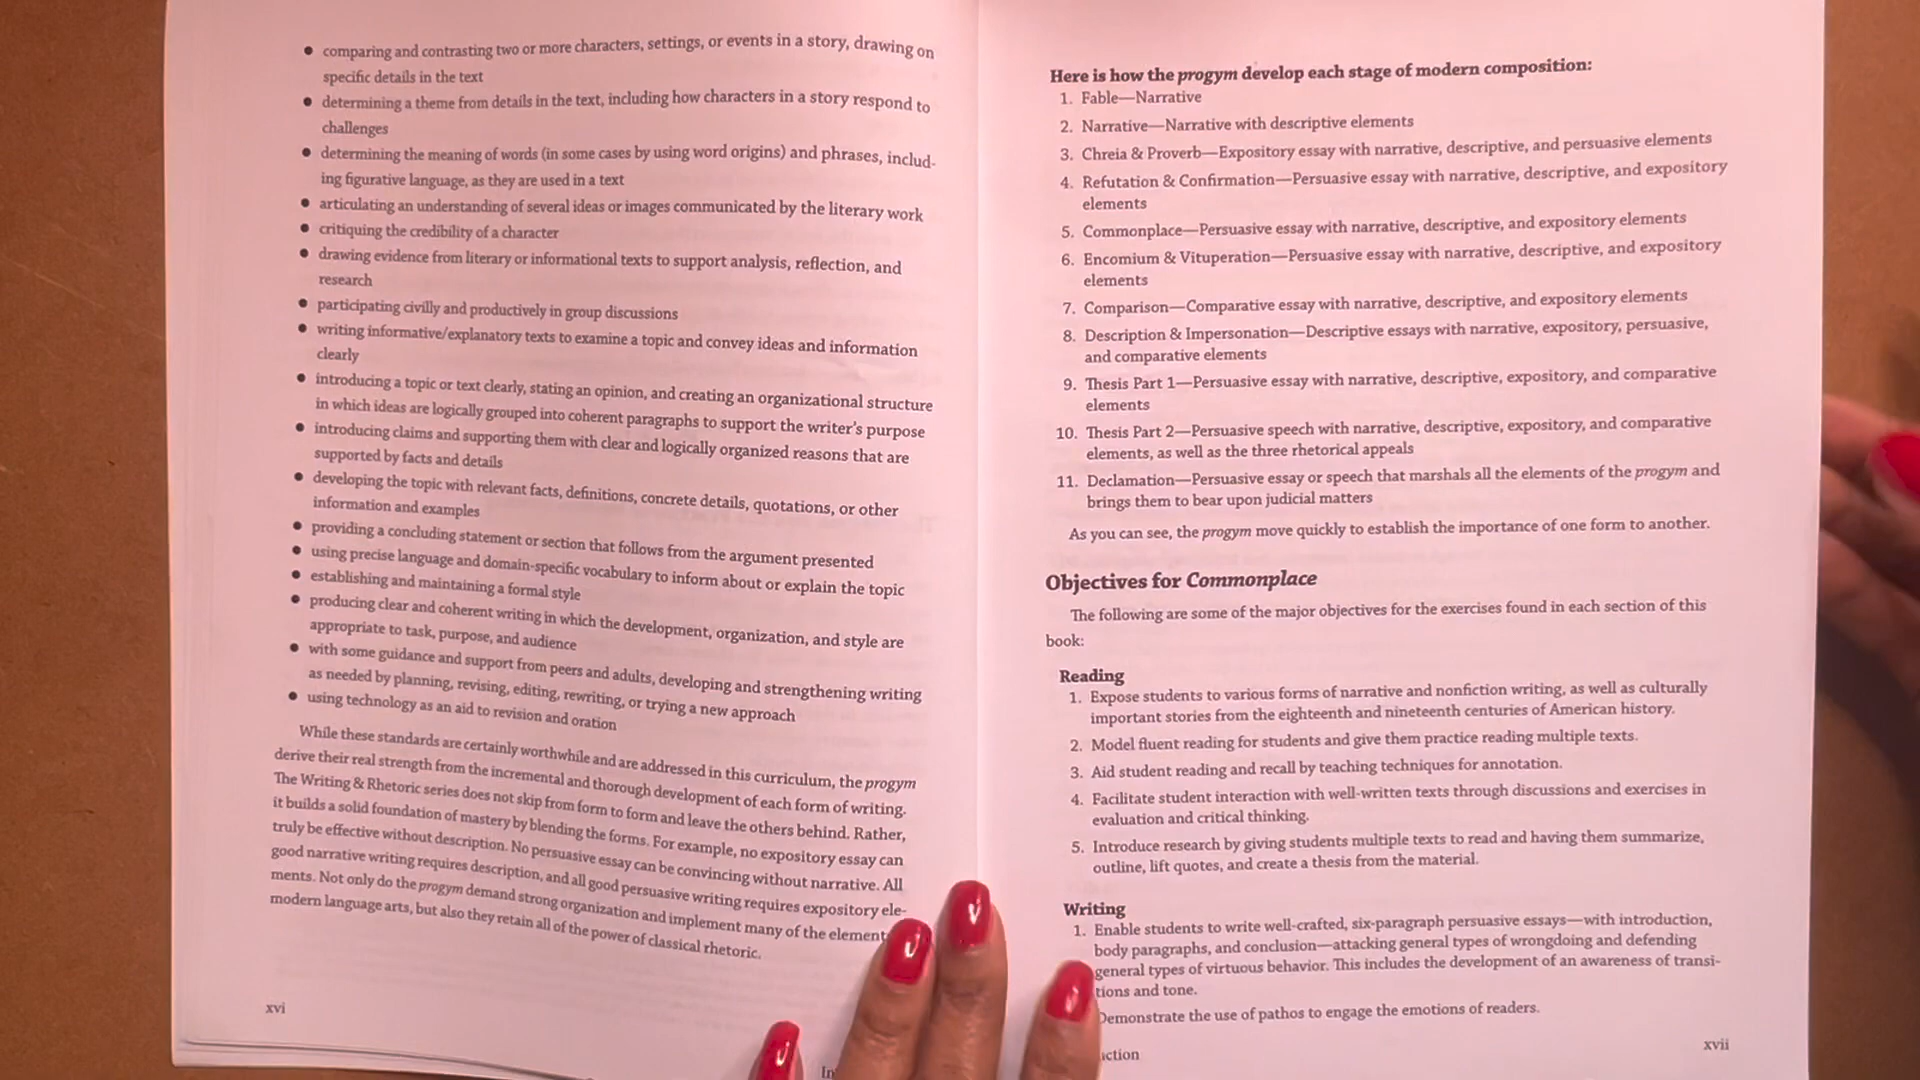 ● comparing and contrasting two or more characters, settings, or events in a story, drawing on
specific details in the text
● determining a theme from details in the text, including how characters in a story respond to
challenges
● determining the meaning of words (in some cases by using word origins) and phrases, includ-
ing figurative language, as they are used in a text
● articulating an understanding of several ideas or images communicated by the literary work
● critiquing the credibility of a character
● drawing evidence from literary or informational texts to support analysis, reflection, and
research
● participating civilly and productively in group discussions
● writing informative/explanatory texts to examine a topic and convey ideas and information
clearly
● introducing a topic or text clearly, stating an opinion, and creating an organizational structure
in which ideas are logically grouped into coherent paragraphs to support the writer's purpose
● introducing claims and supporting them with clear and logically organized reasons that are
supported by facts and details
● developing the topic with relevant facts, definitions, concrete details, quotations, or other
information and examples
● providing a concluding statement or section that follows from the argument presented
● using precise language and domain-specific vocabulary to inform about or explain the topic
● establishing and maintaining a formal style
● producing clear and coherent writing in which the development, organization, and style are
appropriate to task, purpose, and audience
● with some guidance and support from peers and adults, developing and strengthening writing
as needed by planning, revising, editing, rewriting, or trying a new approach
● using technology as an aid to revision and oration
While these standards are certainly worthwhile and are addressed in this curriculum, the progym
derive their real strength from the incremental and thorough development of each form of writing.
The Writing & Rhetoric series does not skip from form to form and leave the others behind. Rather,
it builds a solid foundation of mastery by blending the forms. For example, no expository essay can
truly be effective without description. No persuasive essay can be convincing without narrative. All
good narrative writing requires description, and all good persuasive writing requires expository ele-
ments. Not only do the progym demand strong organization and implement many of the element
modern language arts, but also they retain all of the power of classical rhetoric.
xvi
In
Here is how the progym develop each stage of modern composition:
1. Fable—Narrative
2. Narrative—Narrative with descriptive elements
3. Chreia & Proverb—Expository essay with narrative, descriptive, and persuasive elements
4. Refutation & Confirmation—Persuasive essay with narrative, descriptive, and expository
elements
5. Commonplace—Persuasive essay with narrative, descriptive, and expository elements
6. Encomium & Vituperation—Persuasive essay with narrative, descriptive, and expository
elements
7. Comparison—Comparative essay with narrative, descriptive, and expository elements
8. Description & Impersonation—Descriptive essays with narrative, expository, persuasive,
and comparative elements
9. Thesis Part 1—Persuasive essay with narrative, descriptive, expository, and comparative
elements
10. Thesis Part 2—Persuasive speech with narrative, descriptive, expository, and comparative
elements, as well as the three rhetorical appeals
11. Declamation—Persuasive essay or speech that marshals all the elements of the progym and
brings them to bear upon judicial matters
As you can see, the progym move quickly to establish the importance of one form to another.
Objectives for Commonplace
The following are some of the major objectives for the exercises found in each section of this
book:
Reading
1. Expose students to various forms of narrative and nonfiction writing, as well as culturally
important stories from the eighteenth and nineteenth centuries of American history.
2. Model fluent reading for students and give them practice reading multiple texts.
3. Aid student reading and recall by teaching techniques for annotation.
4. Facilitate student interaction with well-written texts through discussions and exercises in
evaluation and critical thinking.
5. Introduce research by giving students multiple texts to read and having them summarize,
outline, lift quotes, and create a thesis from the material.
Writing
1. Enable students to write well-crafted, six-paragraph persuasive essays—with introduction,
body paragraphs, and conclusion—attacking general types of wrongdoing and defending
general types of virtuous behavior. This includes the development of an awareness of transi-
tions and tone.
Demonstrate the use of pathos to engage the emotions of readers.
ction
xvii